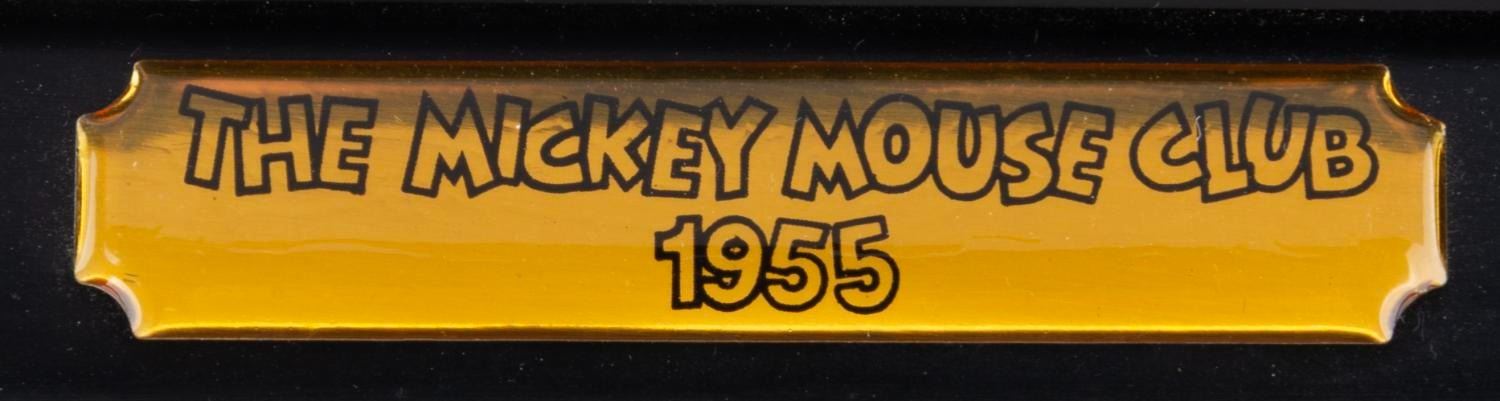 THE MICKEY MOUSE CLUB
1955